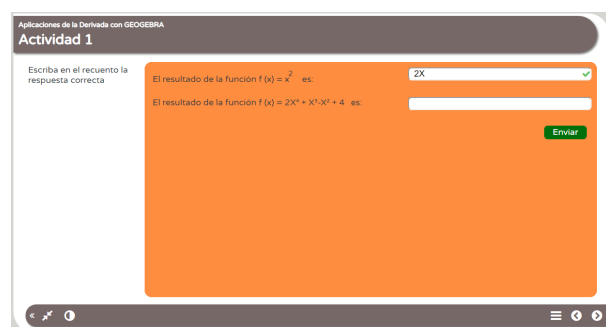 Aplicaciones de la Derivada con GEOGEBRA
Actividad 1
Escriba en el recuento la
respuesta correcta
El resultado de la función f (x) = x² es:
2X
El resultado de la función f (x) = 2X⁴ + X³-X² + 4 es:
Enviar